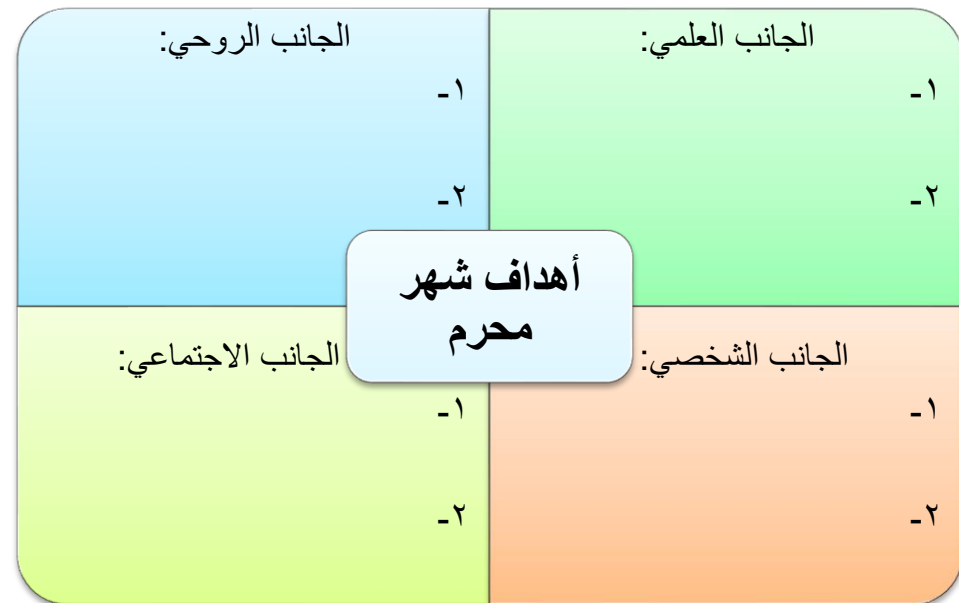 الجانب العلمي:
١-
٢-
الجانب الروحي:
١-
٢-
أهداف شهر
محرم
الجانب الشخصي:
١-
٢-
الجانب الاجتماعي:
١-
٢-